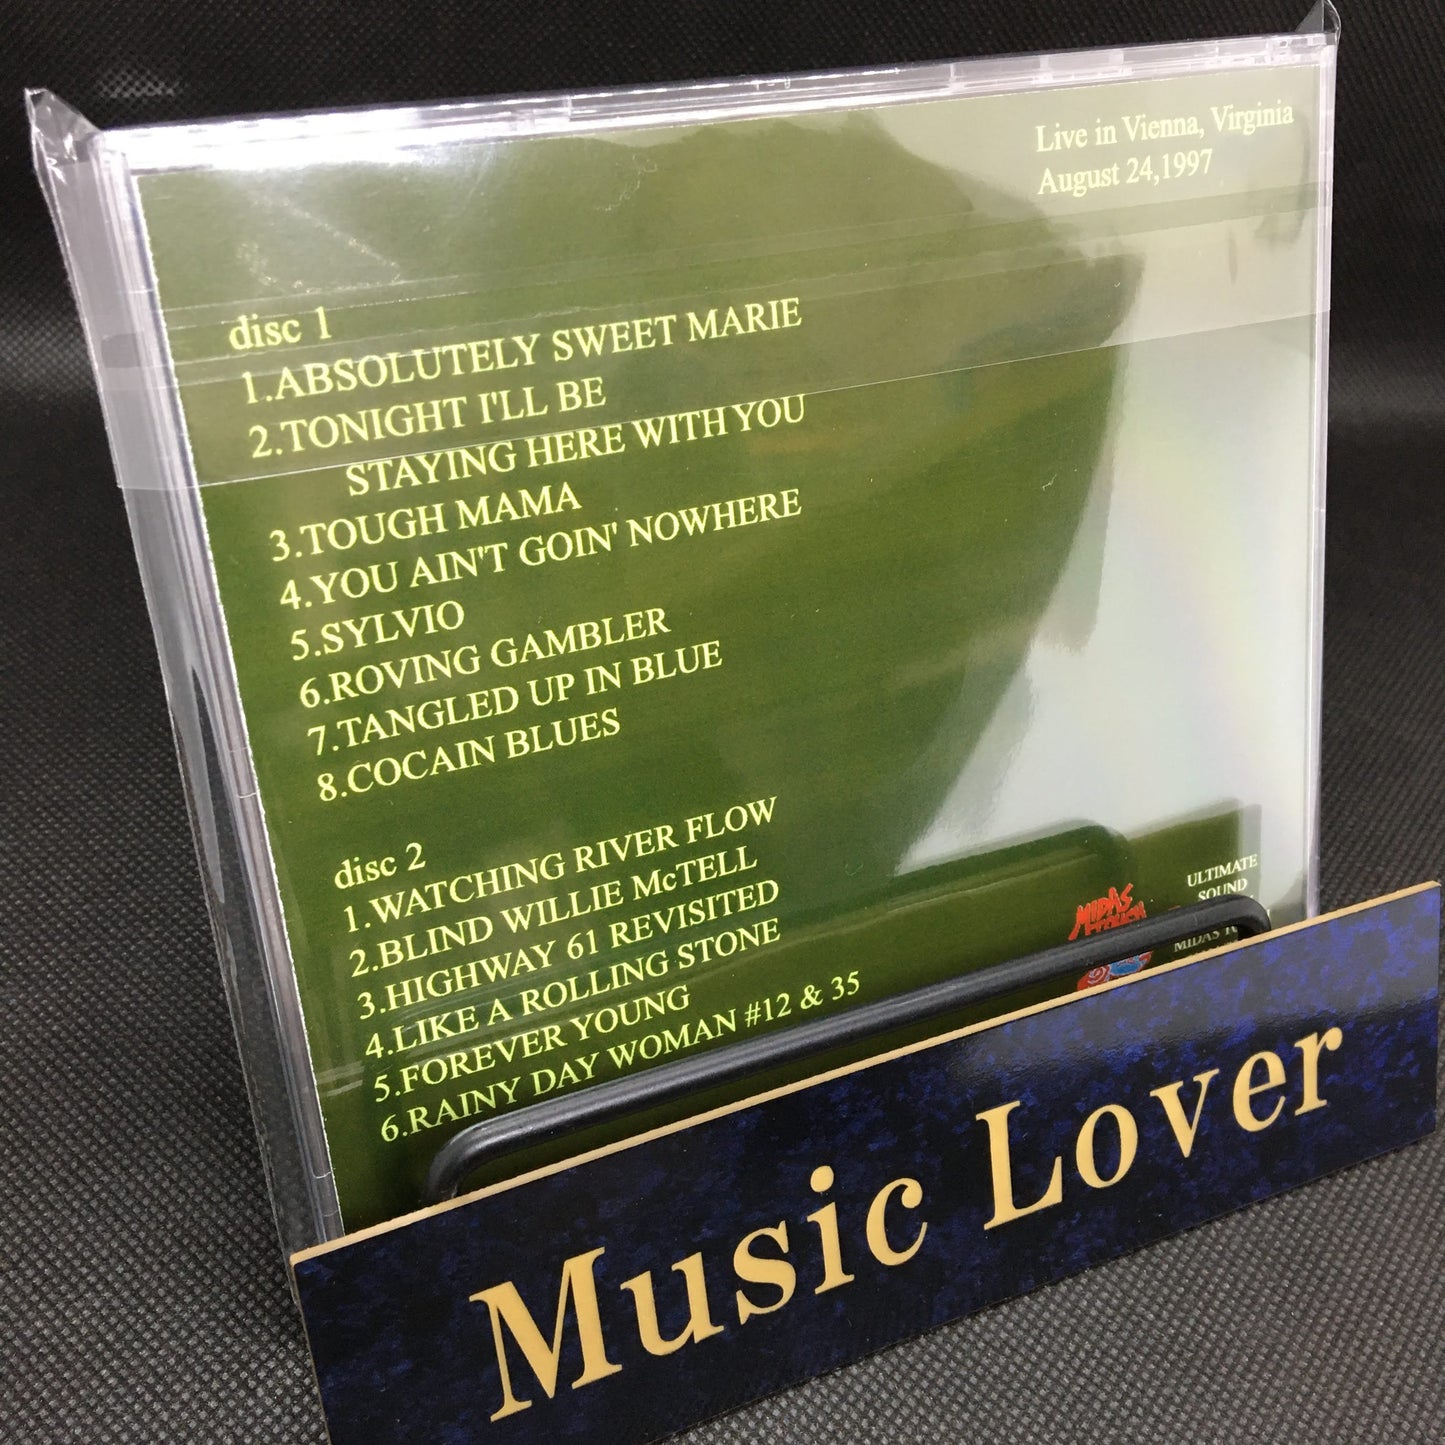 Live in Vienna, Virginia
August 24,1997
disc 1
1.ABSOLUTELY SWEET MARIE
2.TONIGHT I'LL BE
STAYING HERE WITH YOU
3.TOUGH MAMA
4.YOU AIN'T GOIN' NOWHERE
5.SYLVIO
6.ROVING GAMBLER
7.TANGLED UP IN BLUE
8.COCAIN BLUES
disc 2
1.WATCHING RIVER FLOW
2.BLIND WILLIE McTELL
3.HIGHWAY 61 REVISITED
4.LIKE A ROLLING STONE
5.FOREVER YOUNG
6.RAINY DAY WOMAN #12 & 35
MIDAS
TOUCH
ULTIMATE
SOUND
MIDAS
Music Lover